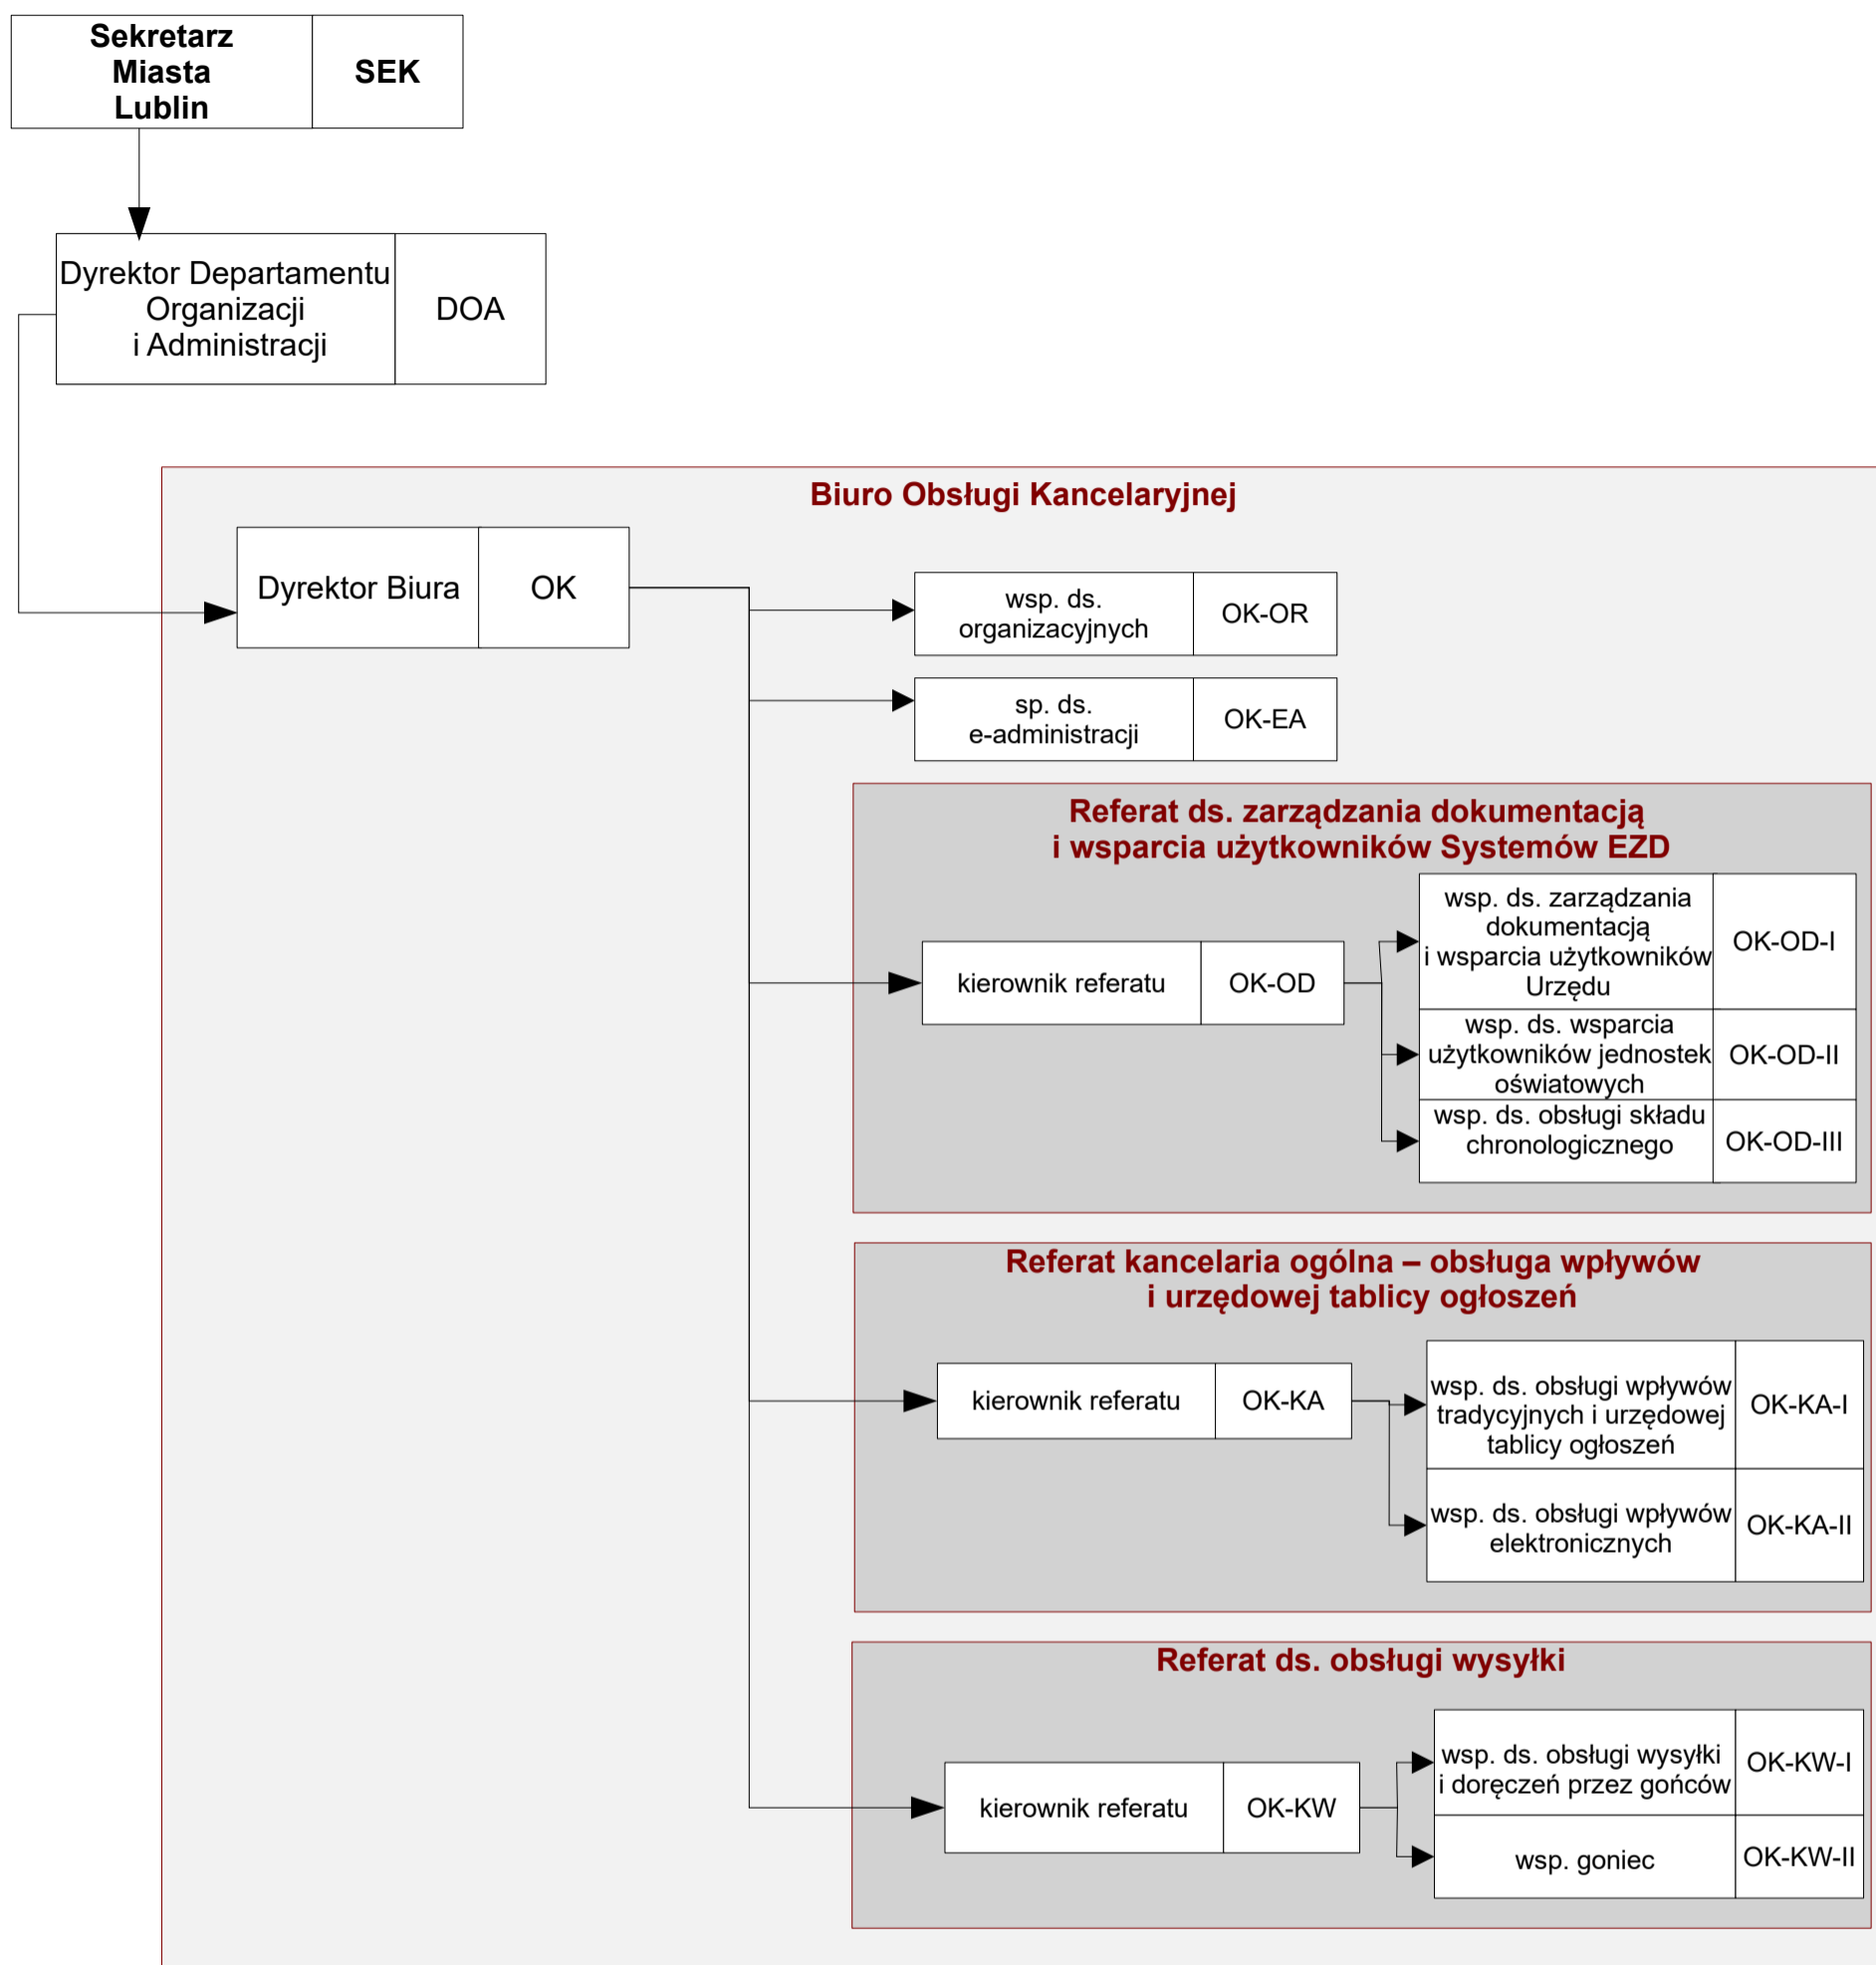 Sekretarz
Miasta
Lublin
SEK
Dyrektor Departamentu
Organizacji
i Administracji
DOA
Biuro Obsługi Kancelaryjnej
Dyrektor Biura
OK
wsp. ds.
organizacyjnych
OK-OR
sp. ds.
e-administracji
OK-EA
Referat ds. zarządzania dokumentacją
i wsparcia użytkowników Systemów EZD
kierownik referatu
OK-OD
wsp. ds. zarządzania
dokumentacją
i wsparcia użytkowników
Urzędu
OK-OD-I
wsp. ds. wsparcia
użytkowników jednostek
oświatowych
OK-OD-II
wsp. ds. obsługi składu
chronologicznego
OK-OD-III
Referat kancelaria ogólna – obsługa wpływów
i urzędowej tablicy ogłoszeń
kierownik referatu
OK-KA
wsp. ds. obsługi wpływów
tradycyjnych i urzędowej
tablicy ogłoszeń
OK-KA-I
wsp. ds. obsługi wpływów
elektronicznych
OK-KA-II
Referat ds. obsługi wysyłki
kierownik referatu
OK-KW
wsp. ds. obsługi wysyłki
i doręczeń przez gońców
OK-KW-I
wsp. goniec
OK-KW-II